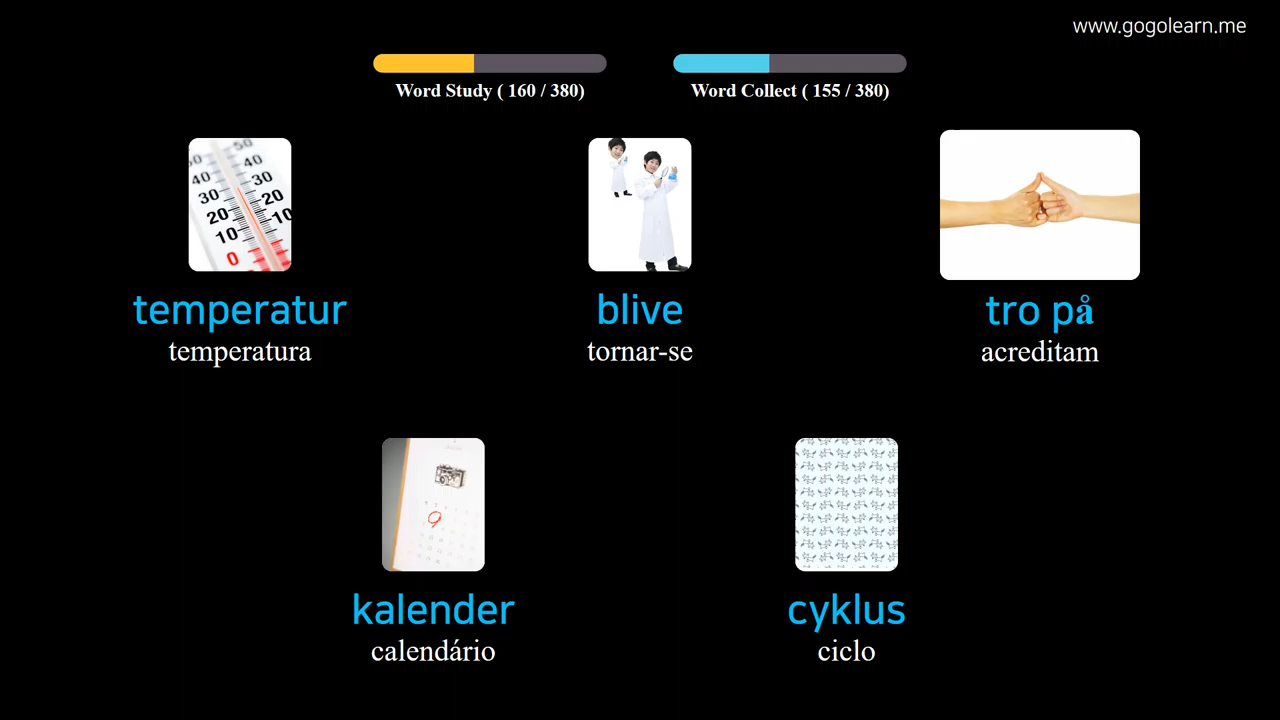 www.gogolearn.me
Word Study ( 160 / 380)
Word Collect ( 155 / 380)
temperatur
temperatura
blive
tornar-se
tro på
acreditam
kalender
calendário
cyklus
ciclo